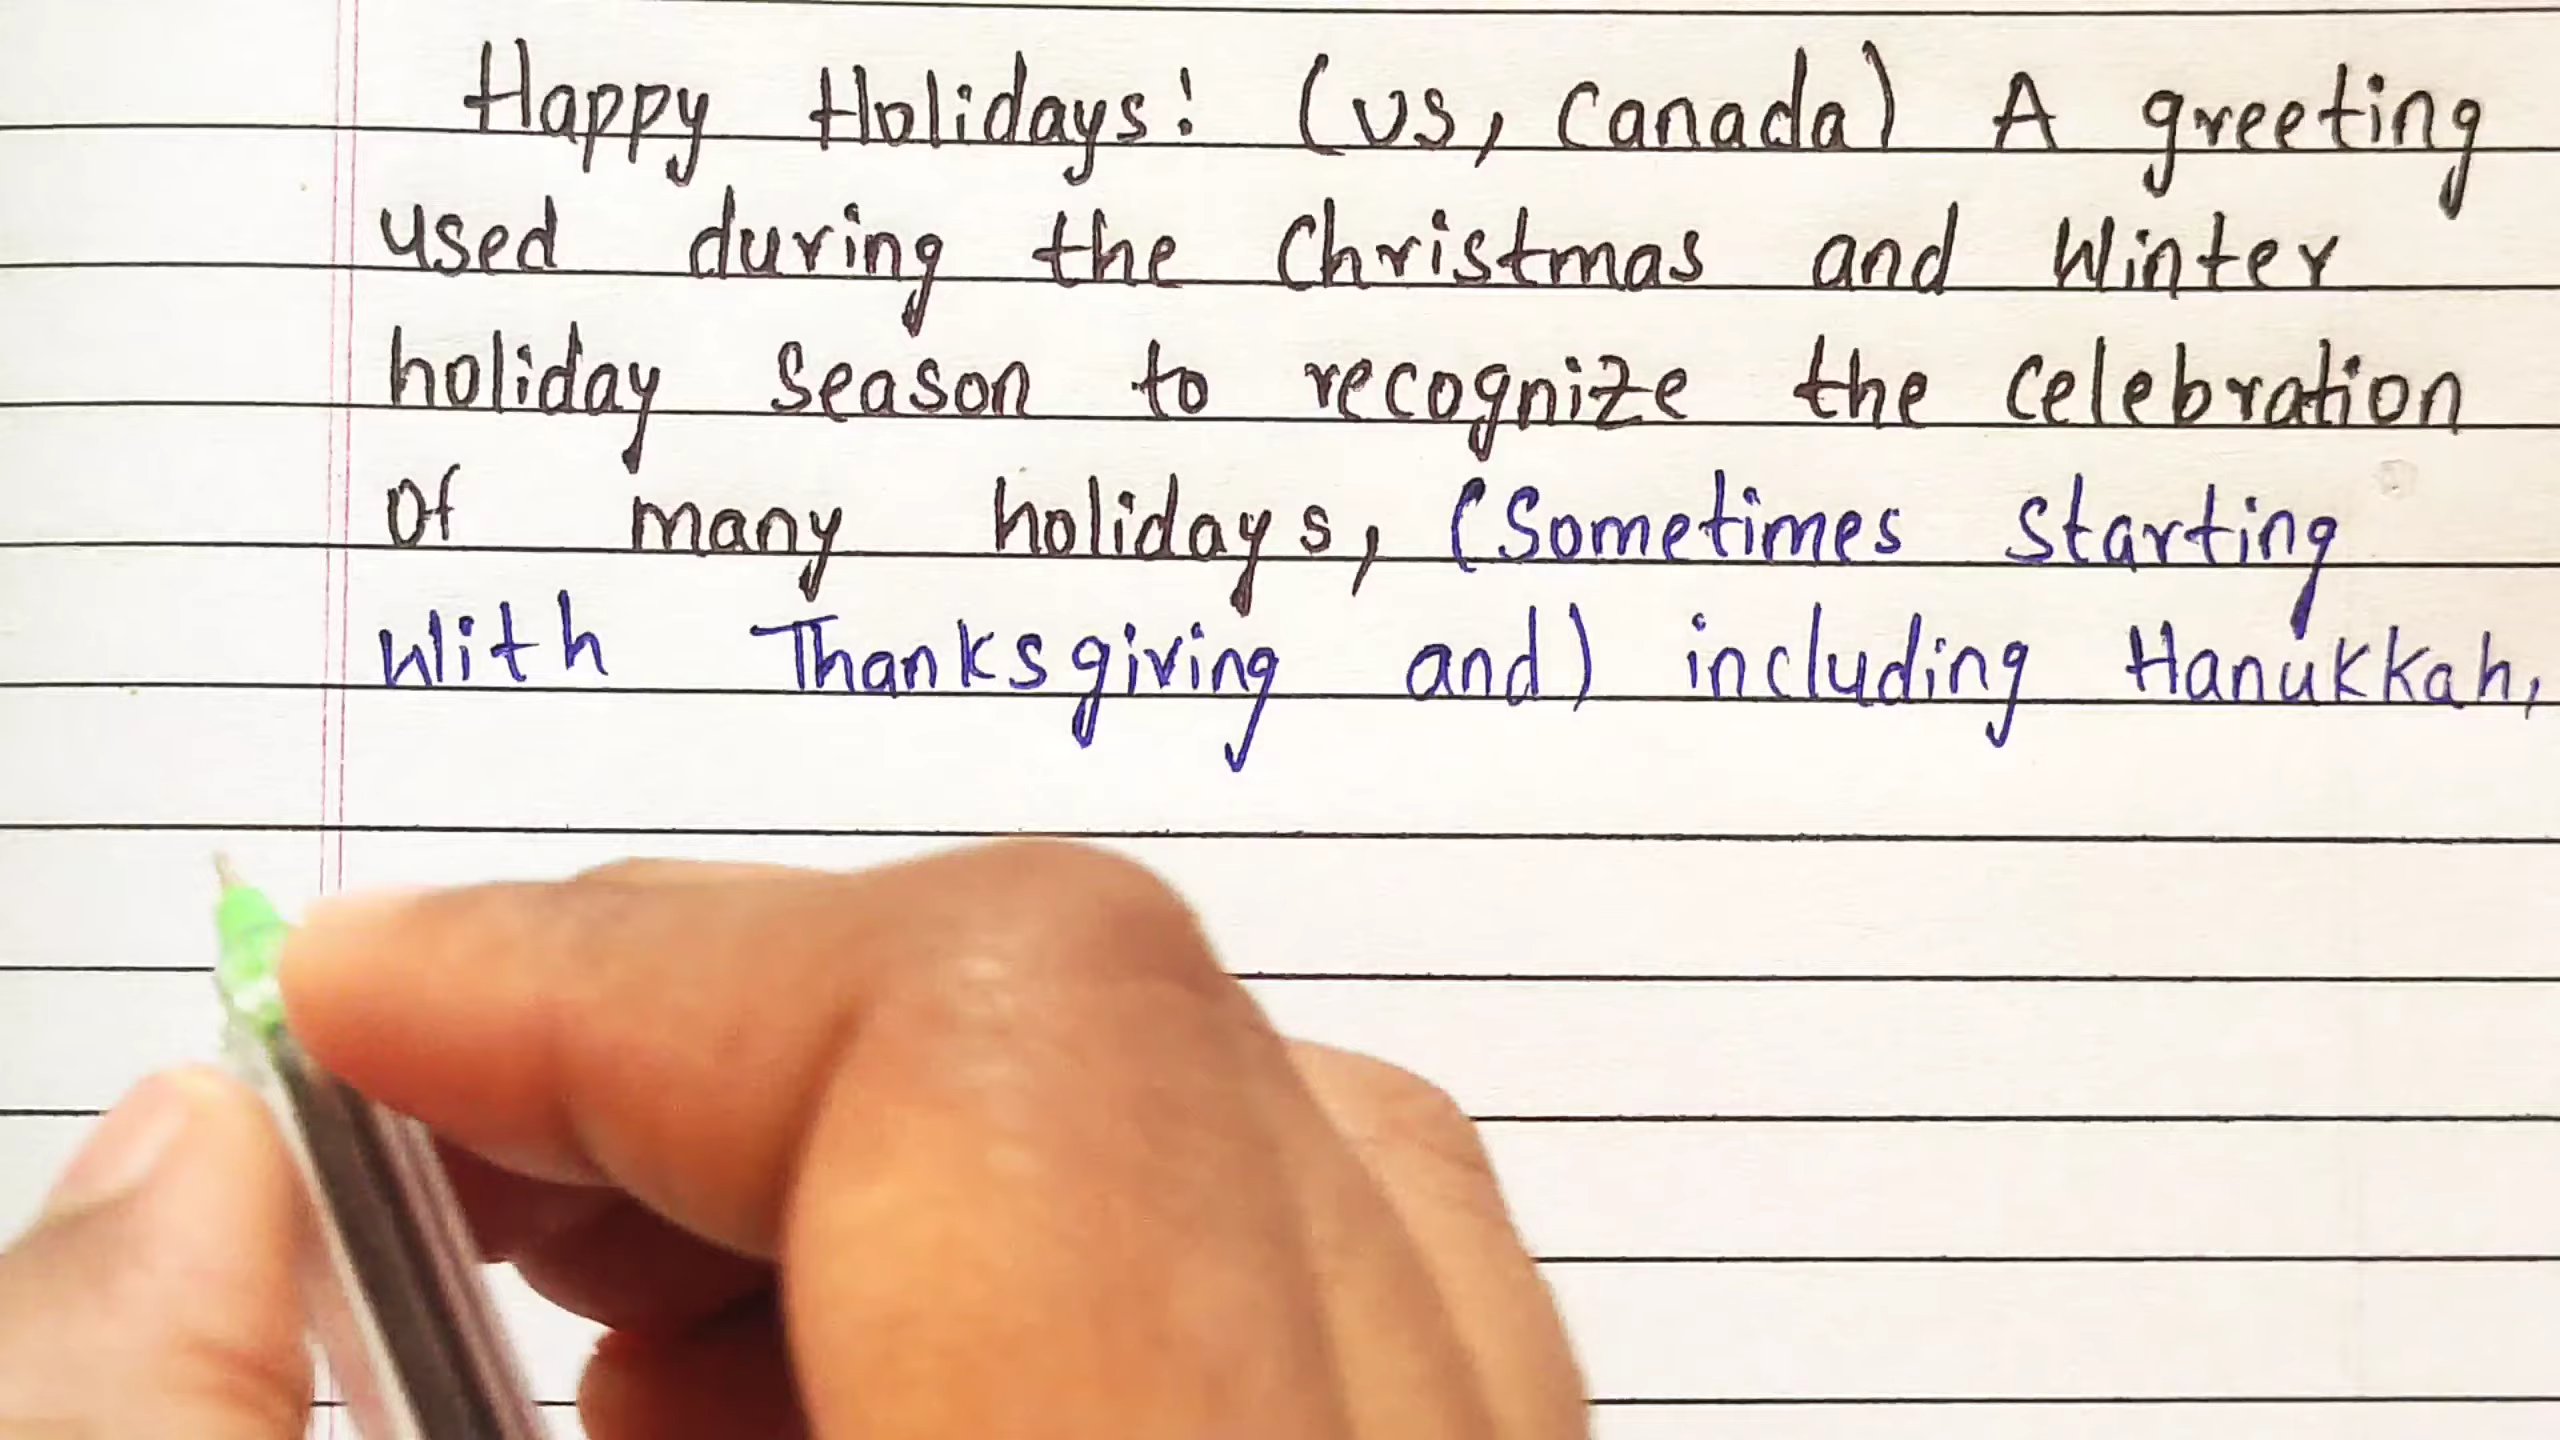 Happy Holidays: (US, Canada) A greeting
used during the Christmas and Winter
holiday season to recognize the celebration
Of many holidays, (Sometimes starting
With Thanksgiving and) including Hanukkah,